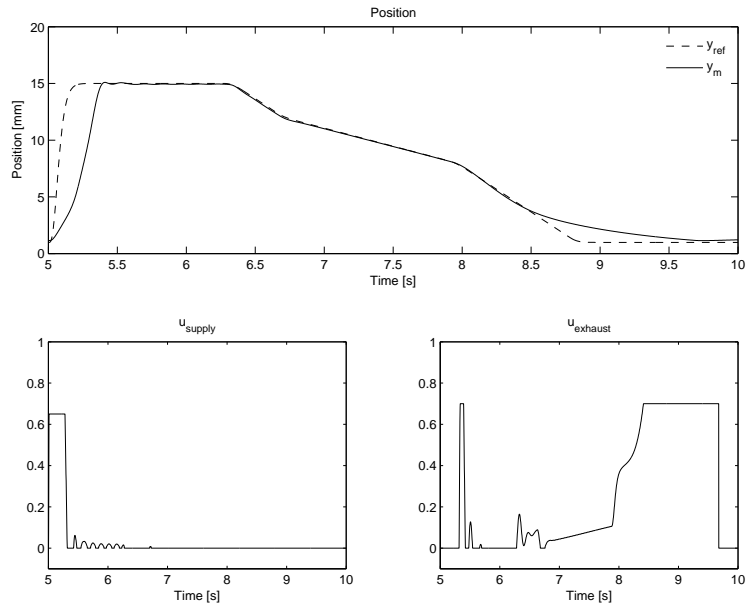 Position
20
15
10
5
0
Position [mm]
y_ref
y_m
5 5.5 6 6.5 7 7.5 8 8.5 9 9.5 10
Time [s]
u_supply
1
0.8
0.6
0.4
0.2
0
5 6 7 8 9 10
Time [s]
u_exhaust
1
0.8
0.6
0.4
0.2
0
5 6 7 8 9 10
Time [s]